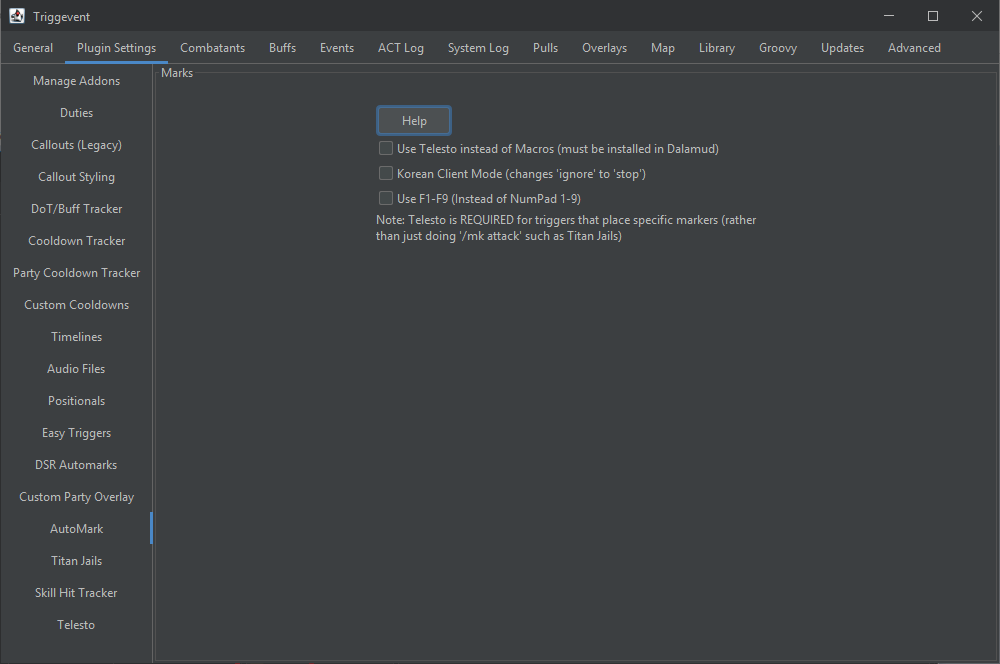 Triggevent
General Plugin Settings Combatants Buffs Events ACT Log System Log Pulls Overlays Map Library Groovy Updates Advanced
Manage Addons
Duties
Callouts (Legacy)
Callout Styling
DoT/Buff Tracker
Cooldown Tracker
Party Cooldown Tracker
Custom Cooldowns
Timelines
Audio Files
Positionals
Easy Triggers
DSR Automarks
Custom Party Overlay
AutoMark
Titan Jails
Skill Hit Tracker
Telesto
Marks
Help
Use Telesto instead of Macros (must be installed in Dalamud)
Korean Client Mode (changes 'ignore' to 'stop')
Use F1-F9 (Instead of NumPad 1-9)
Note: Telesto is REQUIRED for triggers that place specific markers (rather
than just doing '/mk attack' such as Titan Jails)